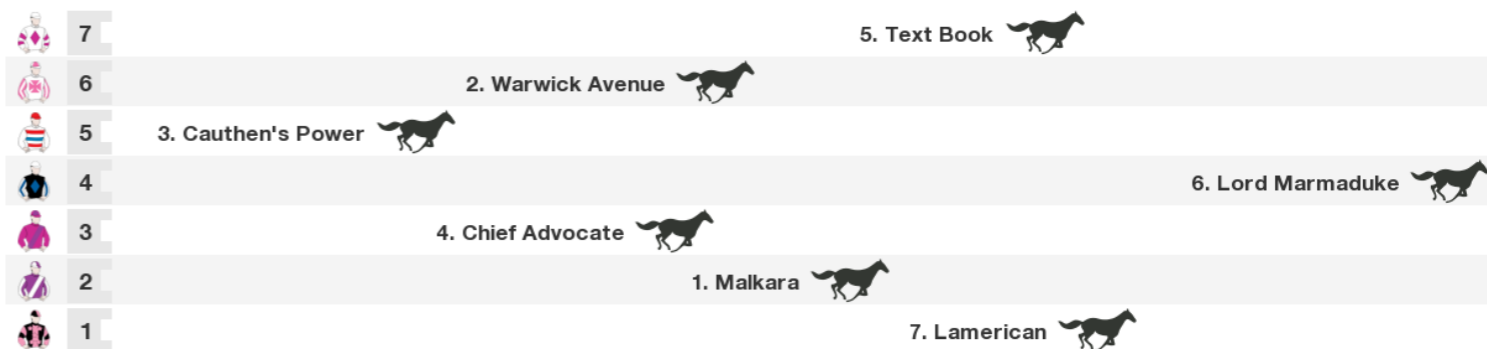 7 5. Text Book
6 2. Warwick Avenue
5 3. Cauthen's Power
4 6. Lord Marmaduke
3 4. Chief Advocate
2 1. Malkara
1 7. Lamerican